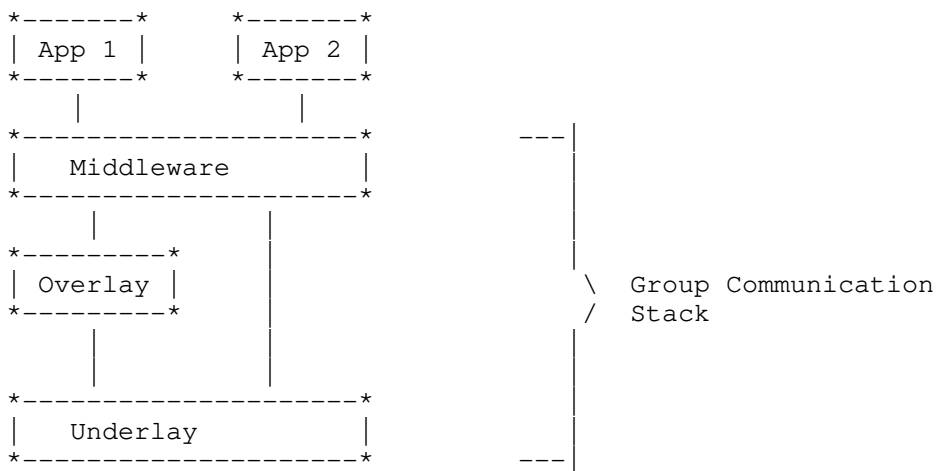 App 1 App 2
Middleware
Overlay \ Group Communication
/ Stack
Underlay